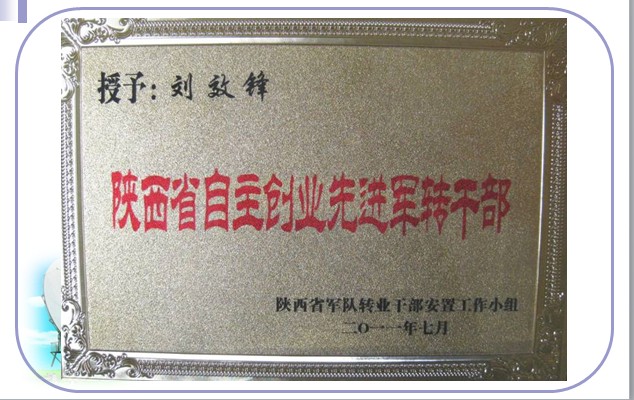 授予：刘效锋
陕西省自主创业先进军转干部
陕西省军队转业干部安置工作小组
二〇一一年七月